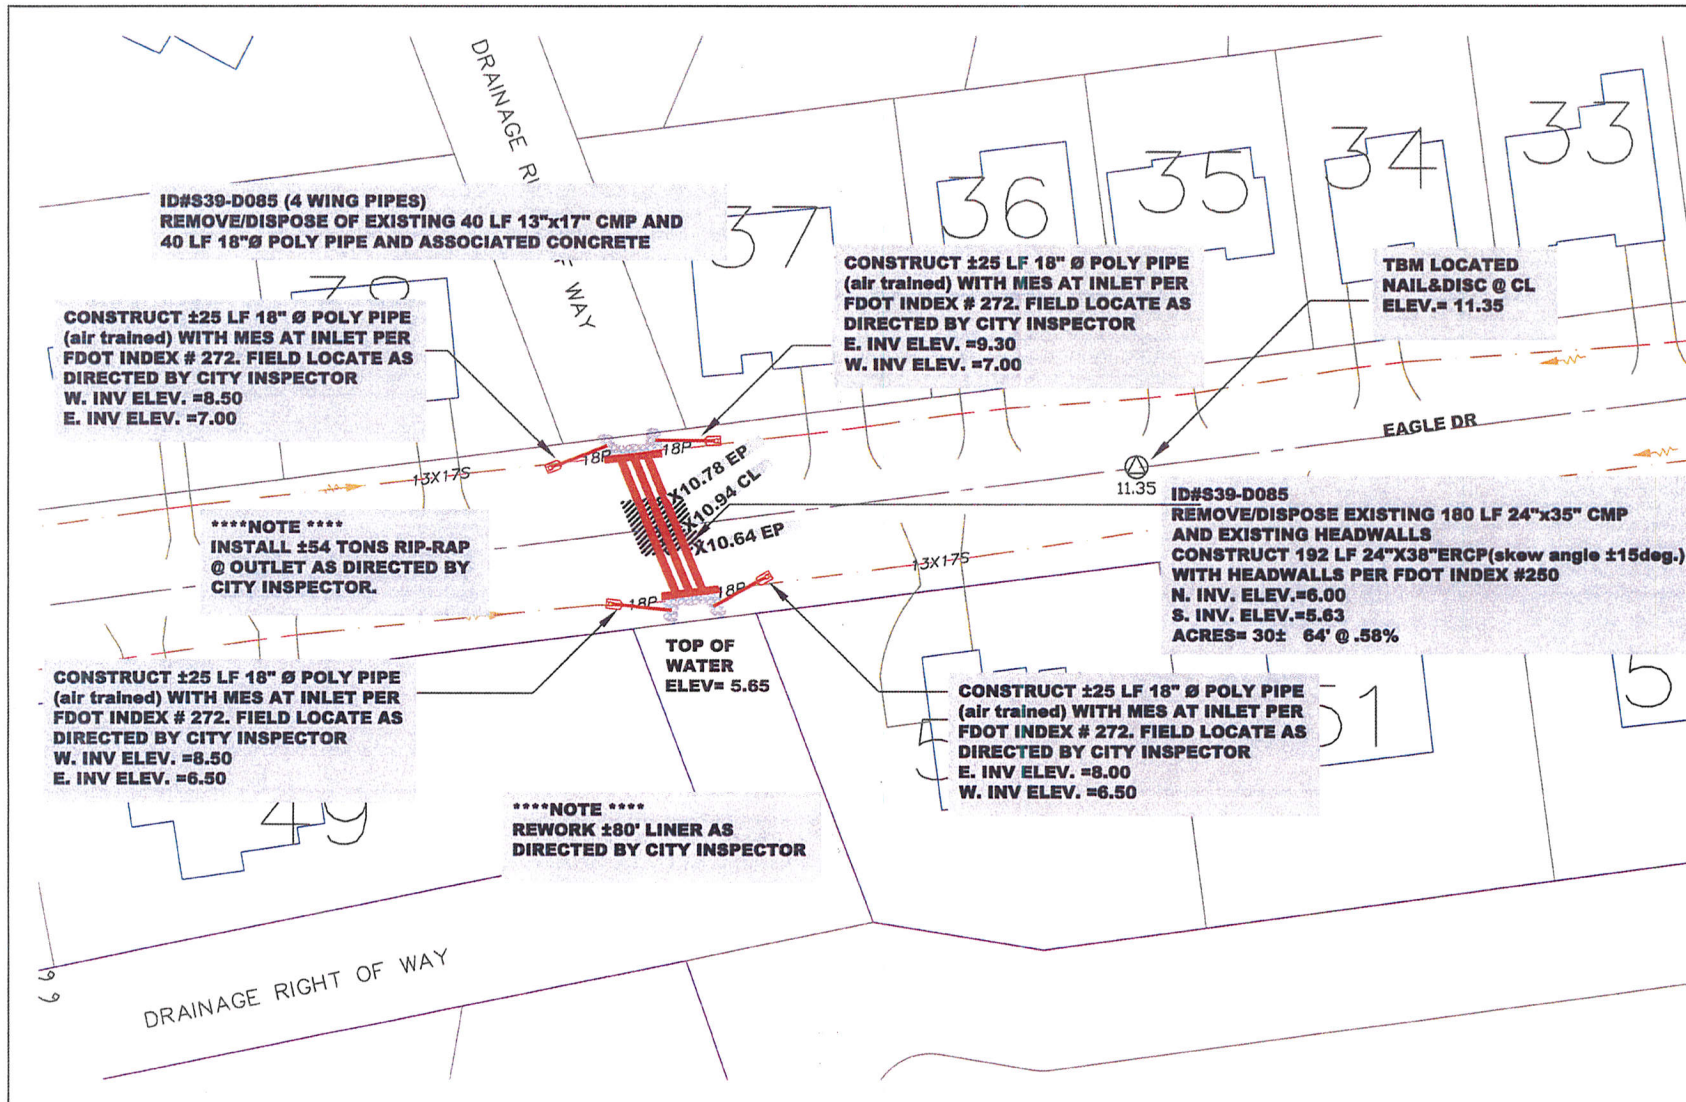 DRAINAGE RI
WAY
ID#S39-D085 (4 WING PIPES)
REMOVE/DISPOSE OF EXISTING 40 LF 13"x17" CMP AND
40 LF 18"Ø POLY PIPE AND ASSOCIATED CONCRETE
37
36
35
34
33
CONSTRUCT ±25 LF 18" Ø POLY PIPE
(air trained) WITH MES AT INLET PER
FDOT INDEX # 272. FIELD LOCATE AS
DIRECTED BY CITY INSPECTOR
W. INV ELEV. =8.50
E. INV ELEV. =7.00
CONSTRUCT ±25 LF 18" Ø POLY PIPE
(air trained) WITH MES AT INLET PER
FDOT INDEX # 272. FIELD LOCATE AS
DIRECTED BY CITY INSPECTOR
E. INV ELEV. =9.30
W. INV ELEV. =7.00
TBM LOCATED
NAIL&DISC @ CL
ELEV.= 11.35
EAGLE DR
11.35
13X17S
18P
18P
X10.78 EP
X10.94 CL
X10.64 EP
****NOTE ****
INSTALL ±54 TONS RIP-RAP
@ OUTLET AS DIRECTED BY
CITY INSPECTOR.
ID#S39-D085
REMOVE/DISPOSE EXISTING 180 LF 24"x35" CMP
AND EXISTING HEADWALLS
CONSTRUCT 192 LF 24"X38"ERCP(skew angle ±15deg.)
WITH HEADWALLS PER FDOT INDEX #250
N. INV. ELEV.=6.00
S. INV. ELEV.=5.63
ACRES= 30± 64' @ .58%
13X17S
18P
18P
TOP OF
WATER
ELEV= 5.65
CONSTRUCT ±25 LF 18" Ø POLY PIPE
(air trained) WITH MES AT INLET PER
FDOT INDEX # 272. FIELD LOCATE AS
DIRECTED BY CITY INSPECTOR
W. INV ELEV. =8.50
E. INV ELEV. =6.50
CONSTRUCT ±25 LF 18" Ø POLY PIPE
(air trained) WITH MES AT INLET PER
FDOT INDEX # 272. FIELD LOCATE AS
DIRECTED BY CITY INSPECTOR
E. INV ELEV. =8.00
W. INV ELEV. =6.50
51
5
49
****NOTE ****
REWORK ±80' LINER AS
DIRECTED BY CITY INSPECTOR
DRAINAGE RIGHT OF WAY